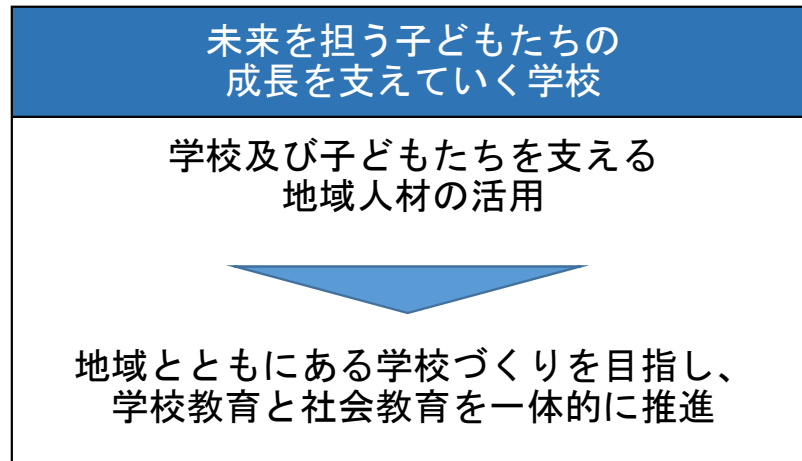 未来を担う子どもたちの
成長を支えていく学校
学校及び子どもたちを支える
地域人材の活用
地域とともにある学校づくりを目指し、
学校教育と社会教育を一体的に推進